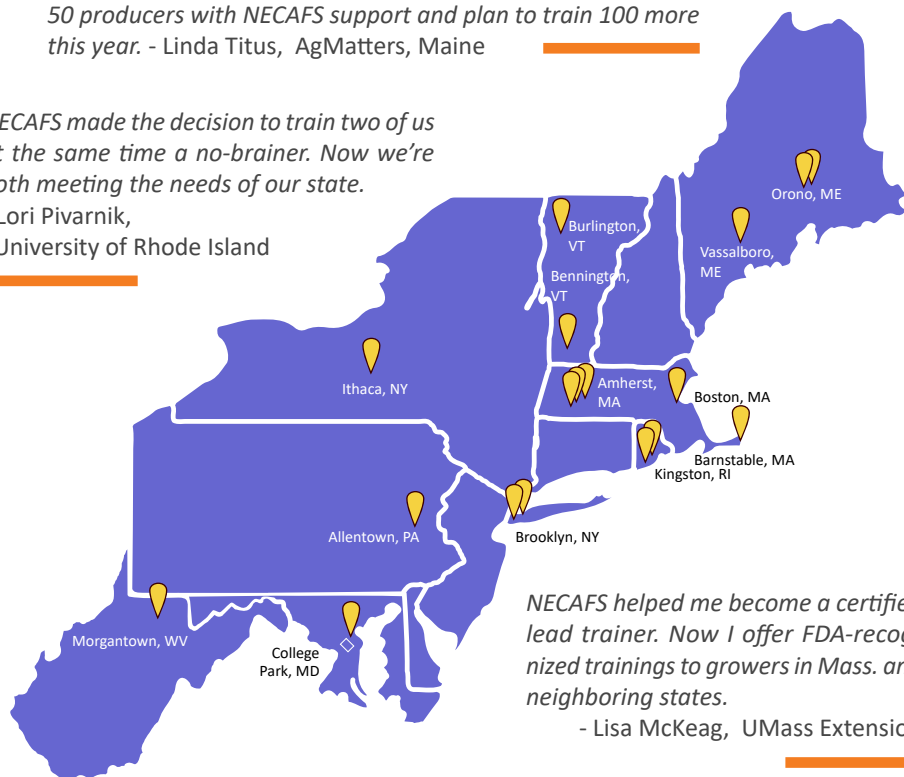 50 producers with NECAFS support and plan to train 100 more
this year. - Linda Titus, AgMatters, Maine
ECAFS made the decision to train two of us
t the same time a no-brainer. Now we're
oth meeting the needs of our state.
Lori Pivarnik,
University of Rhode Island
Orono, ME
Burlington,
VT
Vassalboro,
ME
Bennington,
VT
Ithaca, NY
Amherst,
MA
Boston, MA
Barnstable, MA
Kingston, RI
Allentown, PA
Brooklyn, NY
Morgantown, WV
College
Park, MD
NECAFS helped me become a certifie
lead trainer. Now I offer FDA-recog
nized trainings to growers in Mass. an
neighboring states.
- Lisa McKeag, UMass Extensio